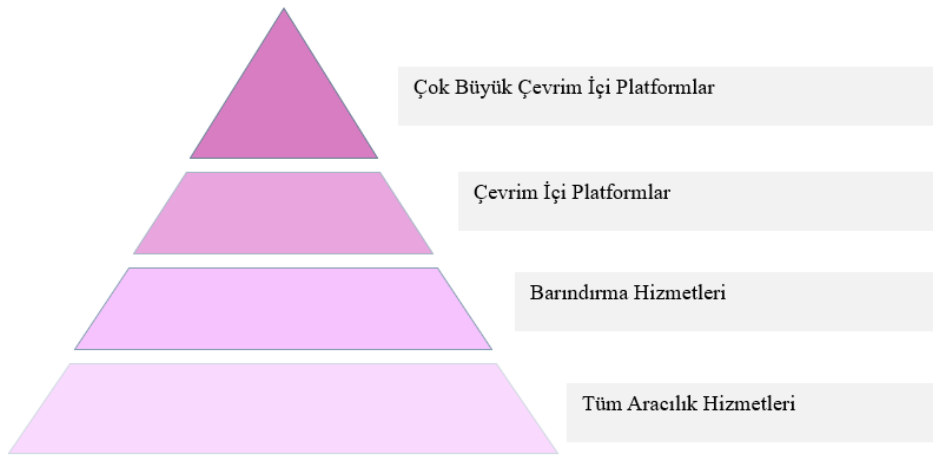 Çok Büyük Çevrim İçi Platformlar
Çevrim İçi Platformlar
Barındırma Hizmetleri
Tüm Aracılık Hizmetleri